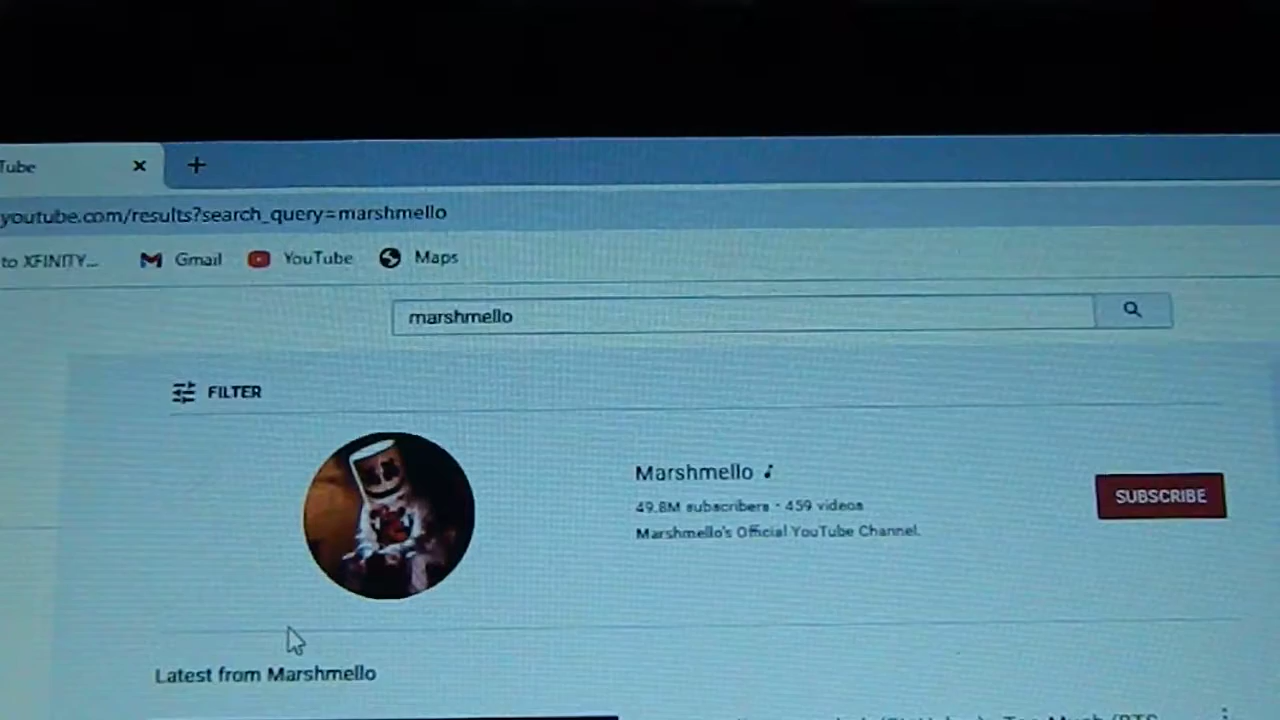 Tube
youtube.com/results?search_query=marshmello
to XFINITY... Gmail YouTube Maps
marshmello
FILTER
Marshmello
49.8M subscribers • 459 videos
Marshmello's Official YouTube Channel.
SUBSCRIBE
Latest from Marshmello